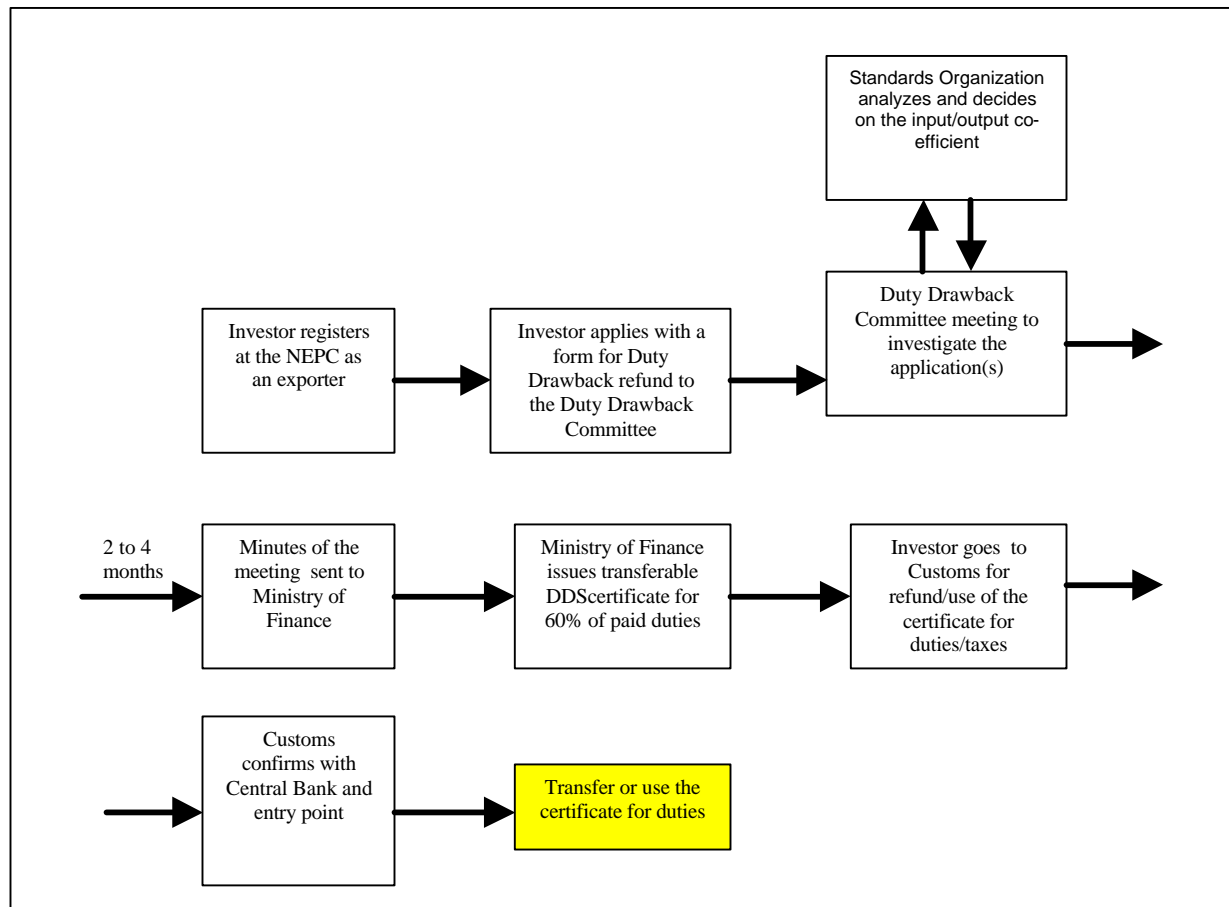 Standards Organization
analyzes and decides
on the input/output co-
efficient
Investor registers
at the NEPC as
an exporter
Investor applies with a
form for Duty
Drawback refund to
the Duty Drawback
Committee
Duty Drawback
Committee meeting to
investigate the
application(s)
2 to 4
months
Minutes of the
meeting sent to
Ministry of
Finance
Ministry of Finance
issues transferable
DDScertificate for
60% of paid duties
Investor goes to
Customs for
refund/use of the
certificate for
duties/taxes
Customs
confirms with
Central Bank and
entry point
Transfer or use the
certificate for duties